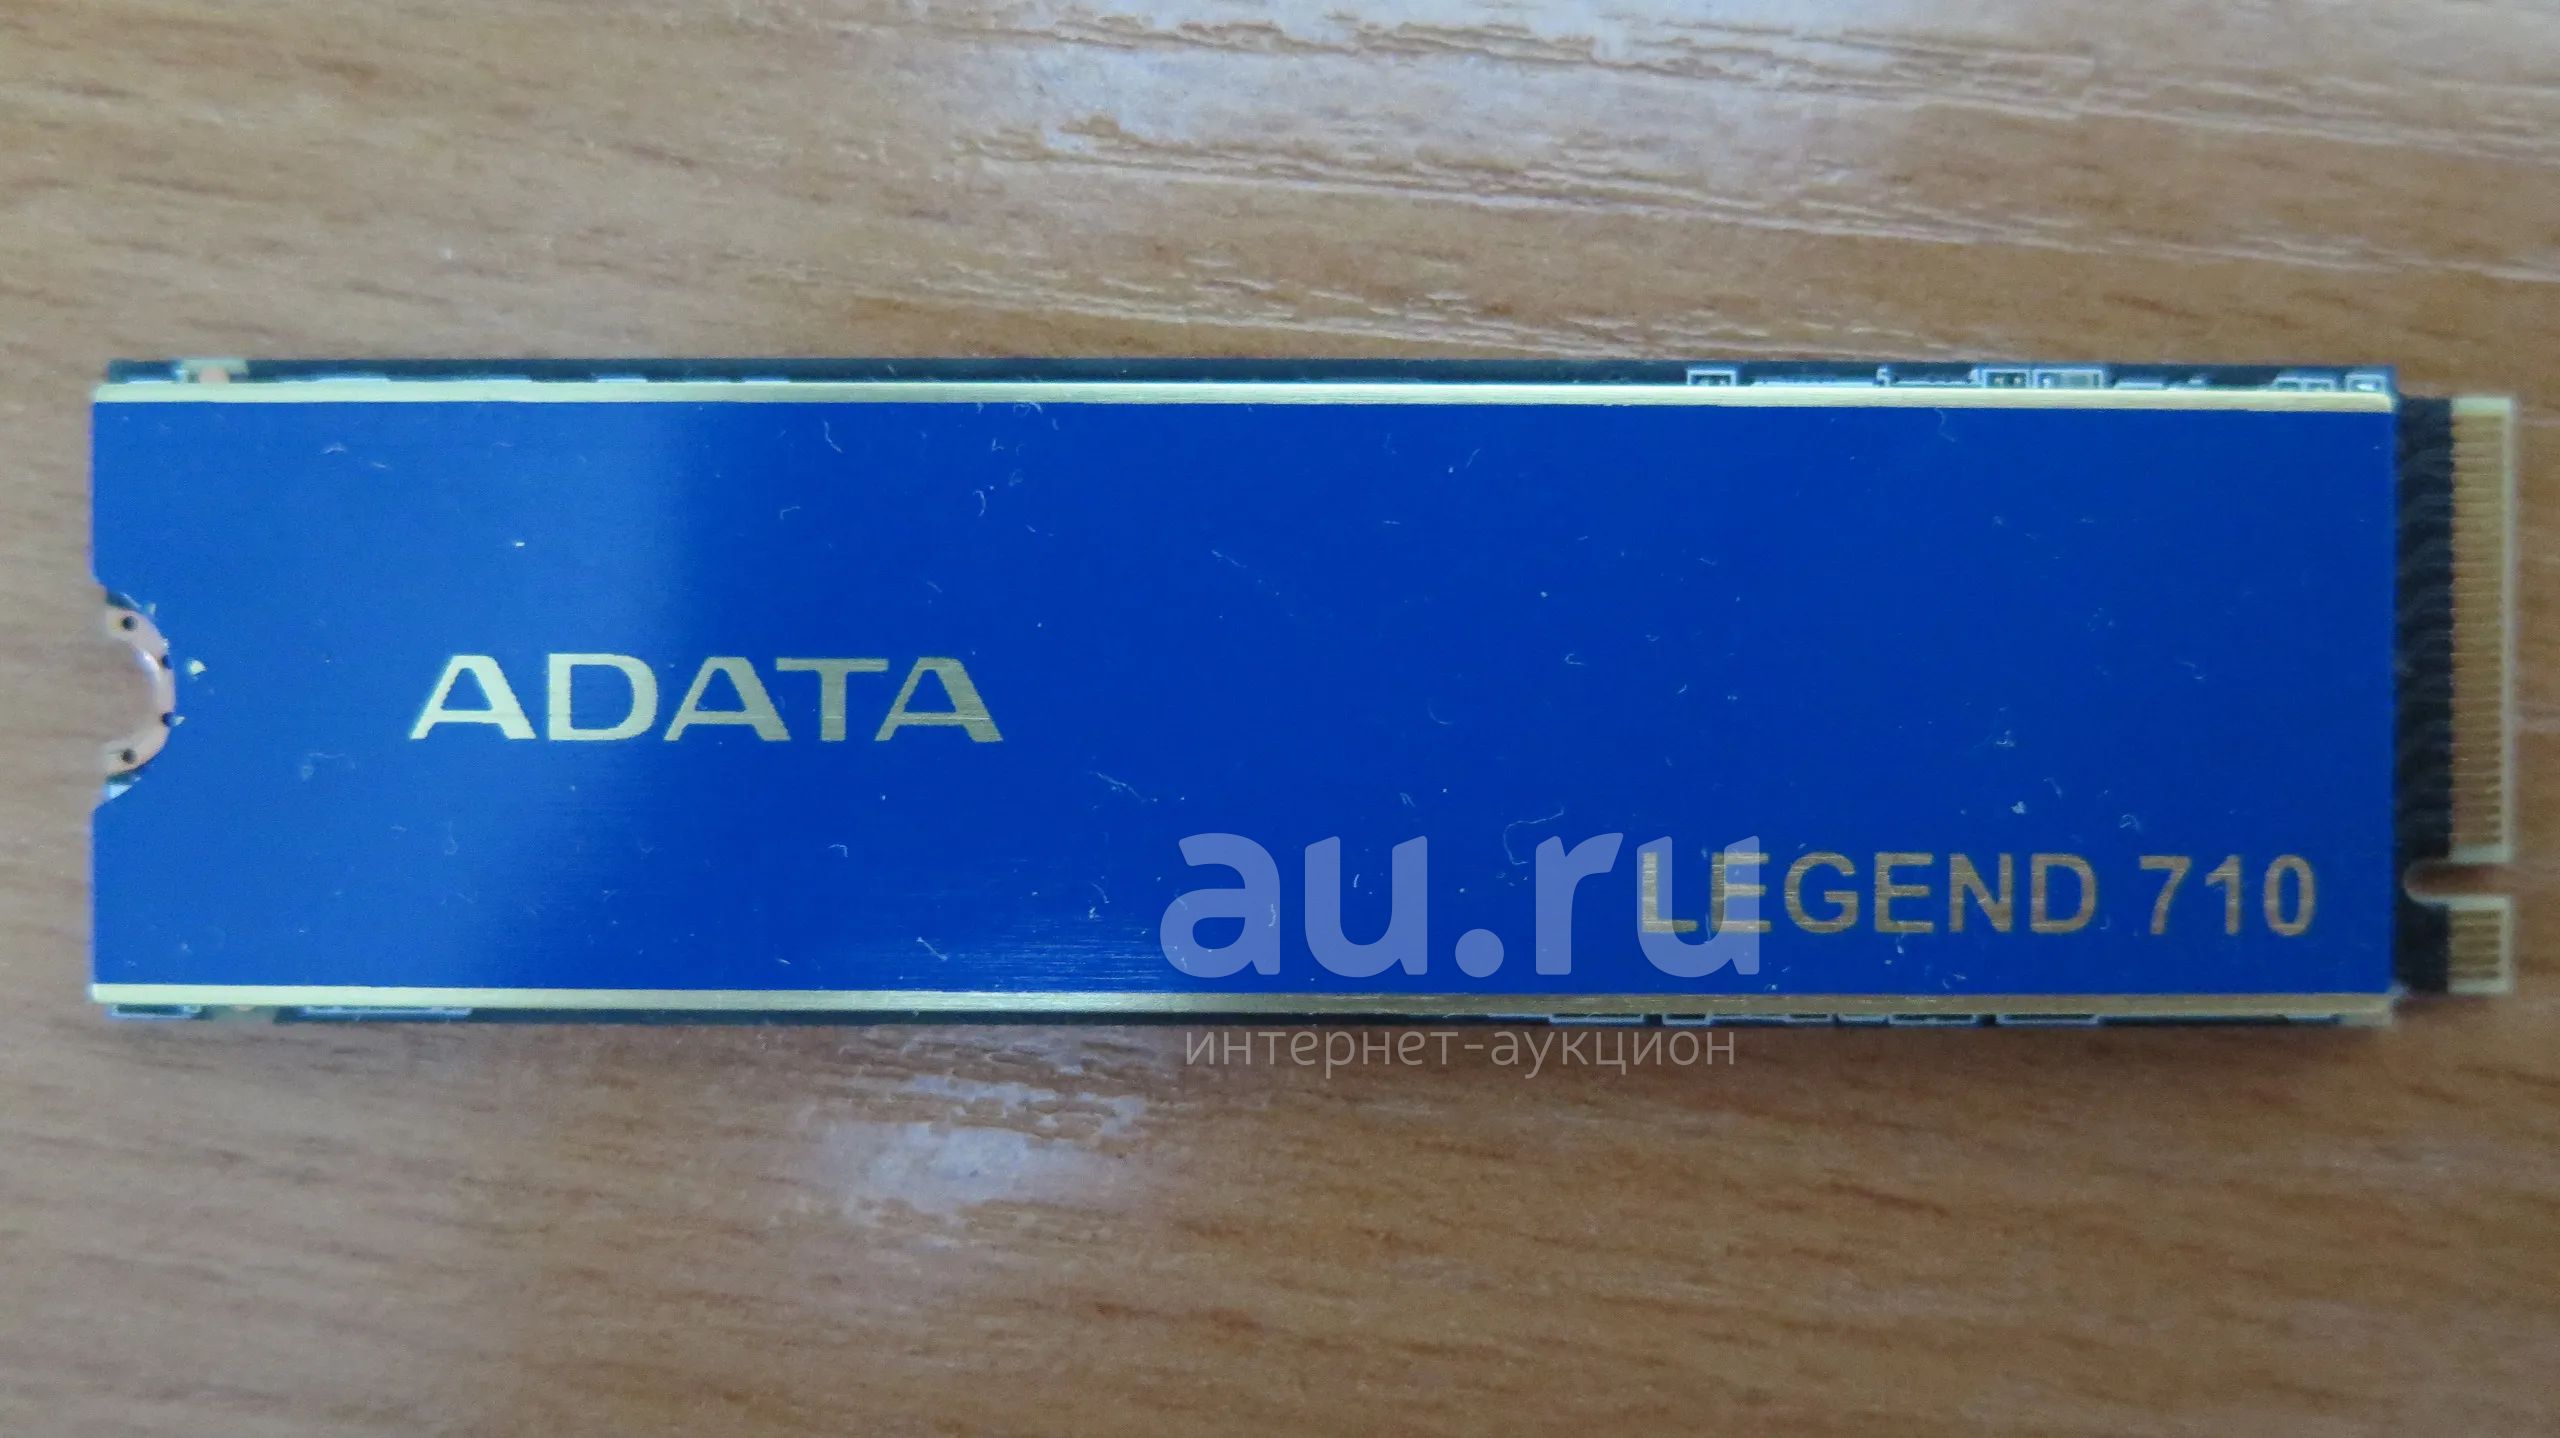 ADATA
LEGEND 710
au.ru
интернет-аукцион